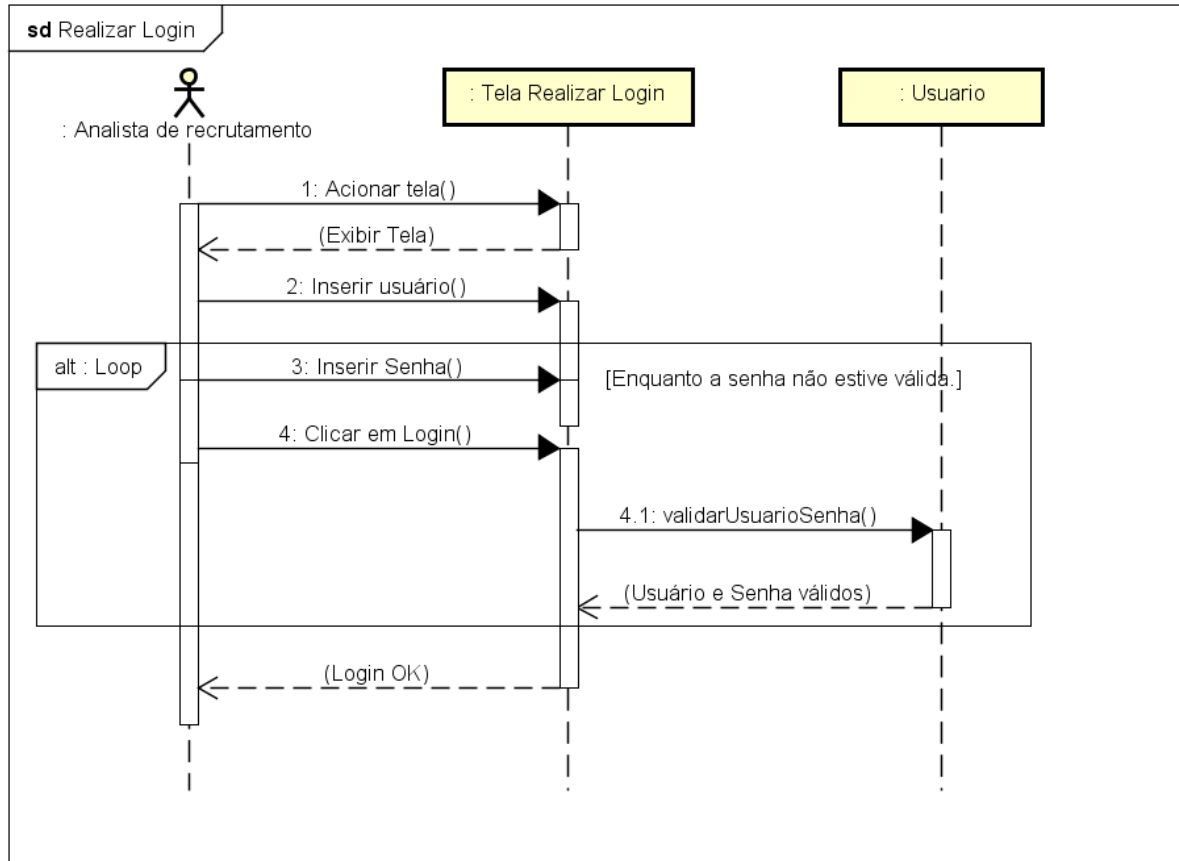 sd Realizar Login
: Analista de recrutamento
: Tela Realizar Login
: Usuario
1: Acionar tela()
(Exibir Tela)
2: Inserir usuário()
alt : Loop
3: Inserir Senha()
[Enquanto a senha não estive válida.]
4: Clicar em Login()
4.1: validarUsuarioSenha()
(Usuário e Senha válidos)
(Login OK)